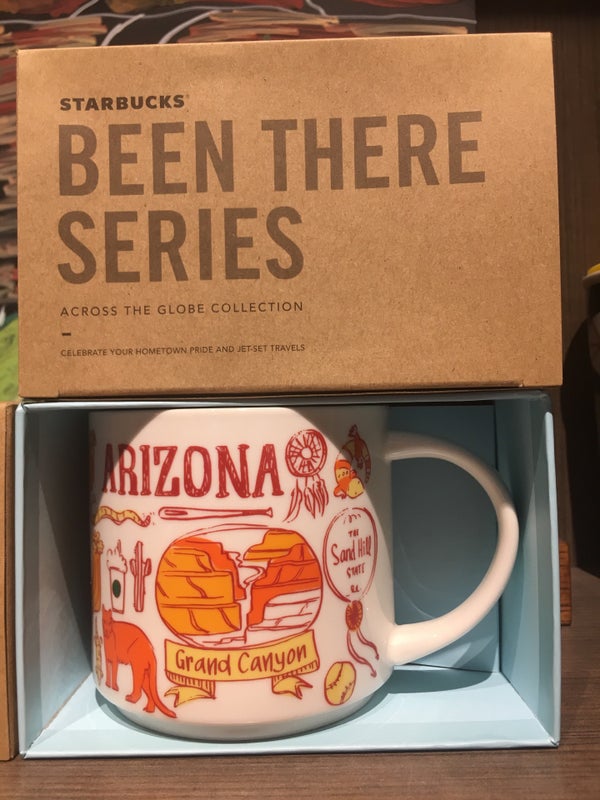 STARBUCKS®
BEEN THERE
SERIES
ACROSS THE GLOBE COLLECTION
CELEBRATE YOUR HOMETOWN PRIDE AND JET-SET TRAVELS
ARIZONA
THE
Sand Hill
STATE
Grand Canyon